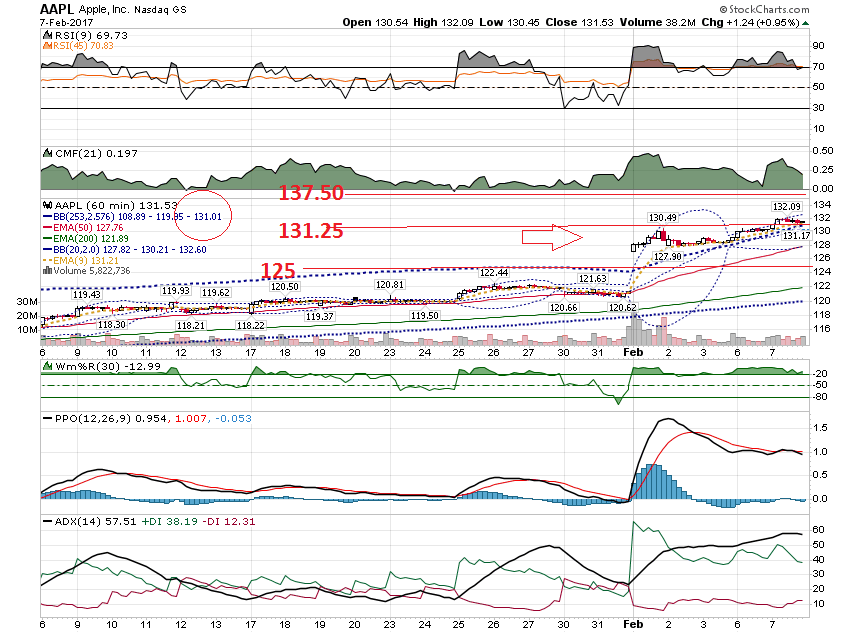 AAPL Apple, Inc. Nasdaq GS © StockCharts.com
7-Feb-2017 Open 130.54 High 132.09 Low 130.45 Close 131.53 Volume 38.2M Chg +1.24 (+0.95%)
RSI(9) 69.73
RSI(45) 70.83
90
70
50
30
10
CMF(21) 0.197
0.50
0.25
0.00
137.50
131.25
125
AAPL (60 min) 131.53
BB(253,2.576) 108.89 - 119.95 - 131.01
EMA(50) 127.76
EMA(200) 121.89
BB(20,2.0) 127.82 - 130.21 - 132.60
EMA(9) 131.21
Volume 5,822,736
134
132
130
128
126
124
122
120
118
116
30M
20M
10M
119.43
118.30
119.93
118.21
119.62
118.22
120.50
119.37
120.81
119.50
122.44
120.66
121.63
120.62
130.49
127.90
132.09
131.17
6 9 10 11 12 13 17 18 19 20 23 24 25 26 27 30 31 Feb 2 3 6 7
Wm%R(30) -12.99
-20
-50
-80
PPO(12,26,9) 0.954, 1.007, -0.053
1.5
1.0
0.5
0.0
ADX(14) 57.51 +DI 38.19 -DI 12.31
60
50
40
30
20
10
6 9 10 11 12 13 17 18 19 20 23 24 25 26 27 30 31 Feb 2 3 6 7